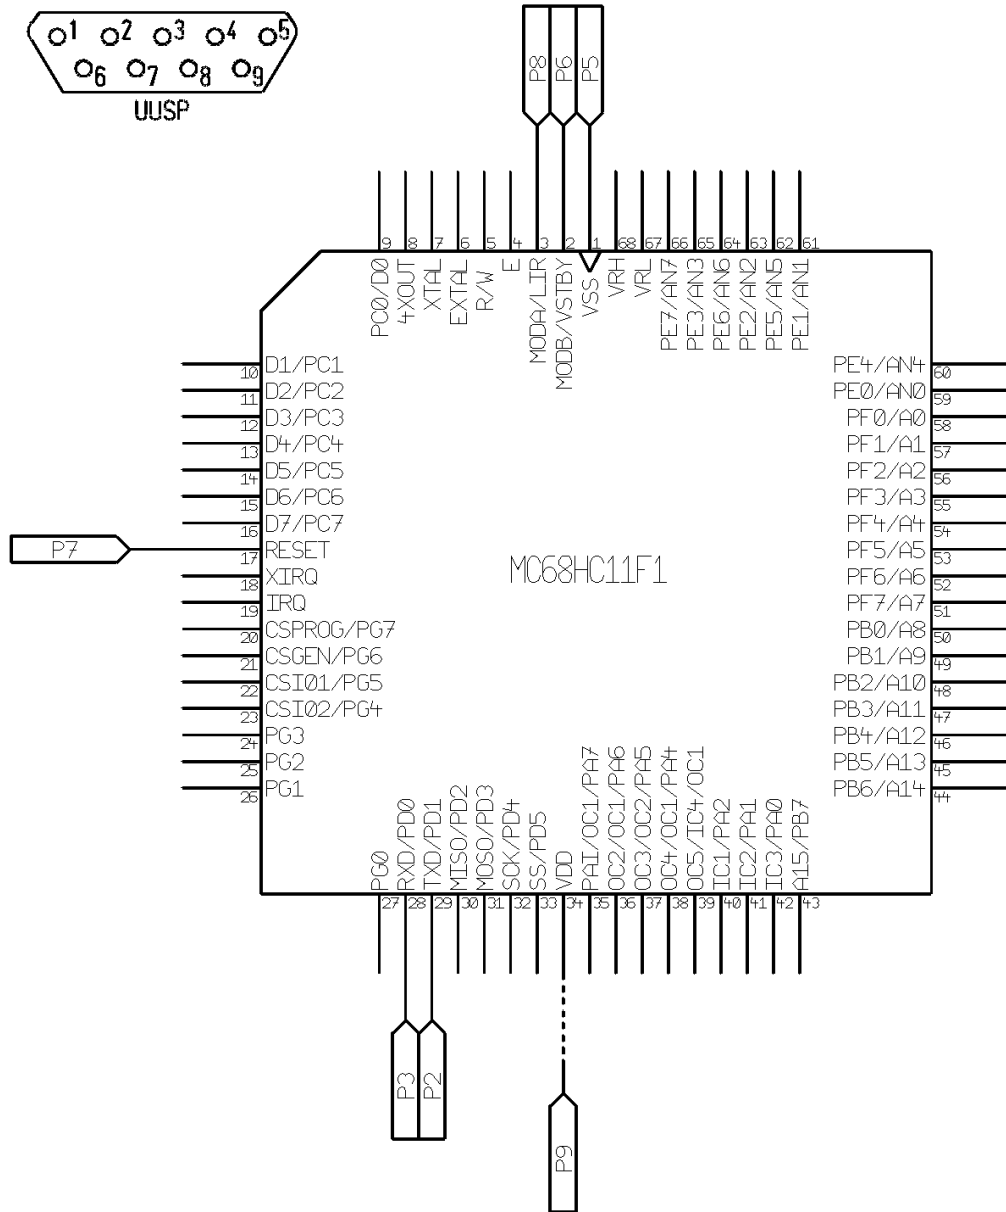 1 2 3 4 5
6 7 8 9
UUSP
P8 P6 P5
9 8 7 6 5 4 3 2 1 68 67 66 65 64 63 62 61
PC0/D0
4XOUT
XTAL
EXTAL
R/W
E
MODA/LIR
MODB/VSTBY
VSS
VRH
VRL
PE7/AN7
PE3/AN3
PE6/AN6
PE2/AN2
PE5/AN5
PE1/AN1
10 D1/PC1 PE4/AN4 60
11 D2/PC2 PE0/AN0 59
12 D3/PC3 PF0/A0 58
13 D4/PC4 PF1/A1 57
14 D5/PC5 PF2/A2 56
15 D6/PC6 PF3/A3 55
16 D7/PC7 PF4/A4 54
P7 17 RESET PF5/A5 53
MC68HC11F1
18 XIRQ PF6/A6 52
19 IRQ PF7/A7 51
20 CSPROG/PG7 PB0/A8 50
21 CSGEN/PG6 PB1/A9 49
22 CSI01/PG5 PB2/A10 48
23 CSI02/PG4 PB3/A11 47
24 PG3 PB4/A12 46
25 PG2 PB5/A13 45
26 PG1 PB6/A14 44
PG0
RXD/PD0
TXD/PD1
MISO/PD2
MOSO/PD3
SCK/PD4
SS/PD5
VDD
PAI/OC1/PA7
OC2/OC1/PA6
OC3/OC2/PA5
OC4/OC1/PA4
OC5/IC4/OC1
IC1/PA2
IC2/PA1
IC3/PA0
A15/PB7
27 28 29 30 31 32 33 34 35 36 37 38 39 40 41 42 43
P3 P2
P9